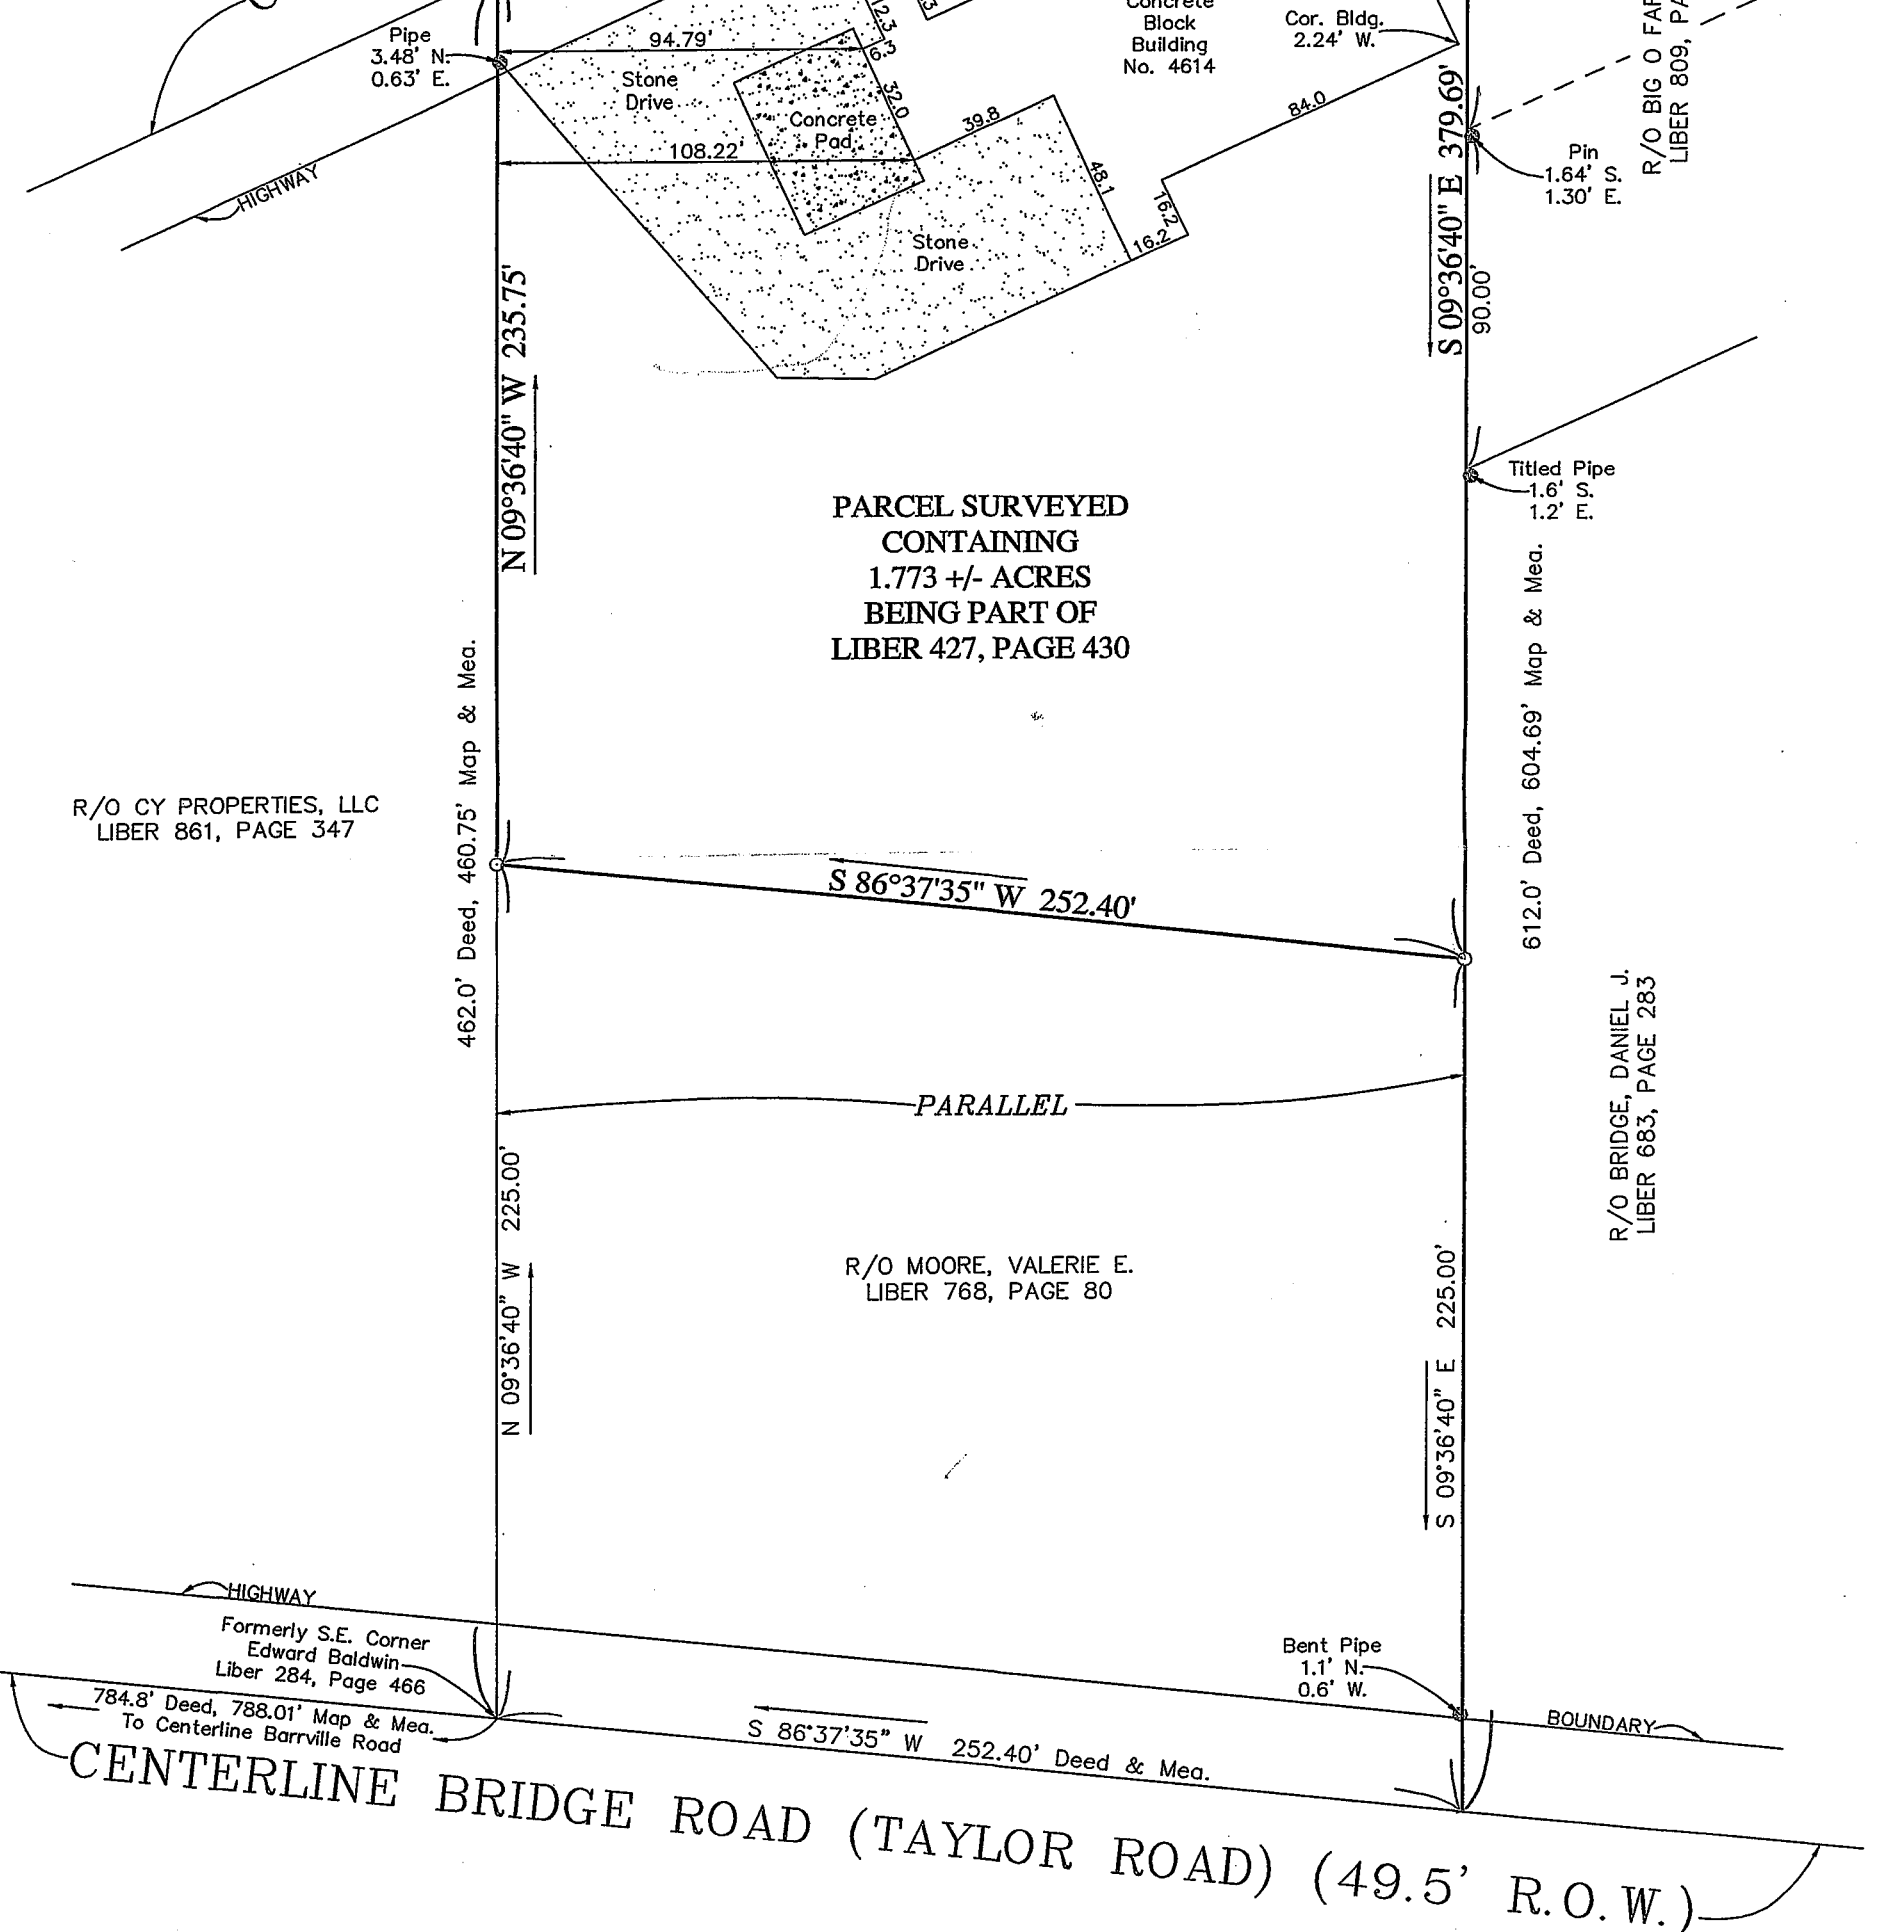 Concrete
Block
Building
No. 4614
Cor. Bldg.
2.24' W.
Pipe
3.48' N.
0.63' E.
94.79'
12.3
6.3
32.0
Stone
Drive
Concrete
Pad
39.8
84.0
108.22'
48.1
16.2
16.2
Stone
Drive
HIGHWAY
R/O BIG O
LIBER 809,
Pin
1.64' S.
1.30' E.
S 09°36'40" E 379.69'
90.00'
N 09°36'40" W 235.75'
Titled Pipe
1.6' S.
1.2' E.
PARCEL SURVEYED
CONTAINING
1.773 +/- ACRES
BEING PART OF
LIBER 427, PAGE 430
462.0' Deed, 460.75' Map & Mea.
612.0' Deed, 604.69' Map & Mea.
R/O CY PROPERTIES, LLC
LIBER 861, PAGE 347
S 86°37'35" W 252.40'
R/O BRIDGE, DANIEL J.
LIBER 683, PAGE 283
PARALLEL
N 09°36'40" W 225.00'
R/O MOORE, VALERIE E.
LIBER 768, PAGE 80
S 09°36'40" E 225.00'
HIGHWAY
Formerly S.E. Corner
Edward Baldwin
Liber 284, Page 466
784.8' Deed, 788.01' Map & Mea.
To Centerline Barrville Road
Bent Pipe
1.1' N.
0.6' W.
BOUNDARY
S 86°37'35" W 252.40' Deed & Mea.
CENTERLINE BRIDGE ROAD (TAYLOR ROAD) (49.5' R.O.W.)